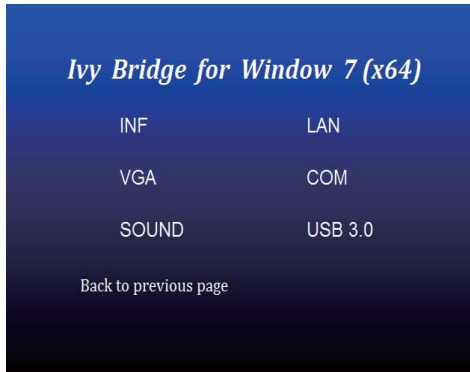 Ivy Bridge for Window 7 (x64)
INF LAN
VGA COM
SOUND USB 3.0
Back to previous page